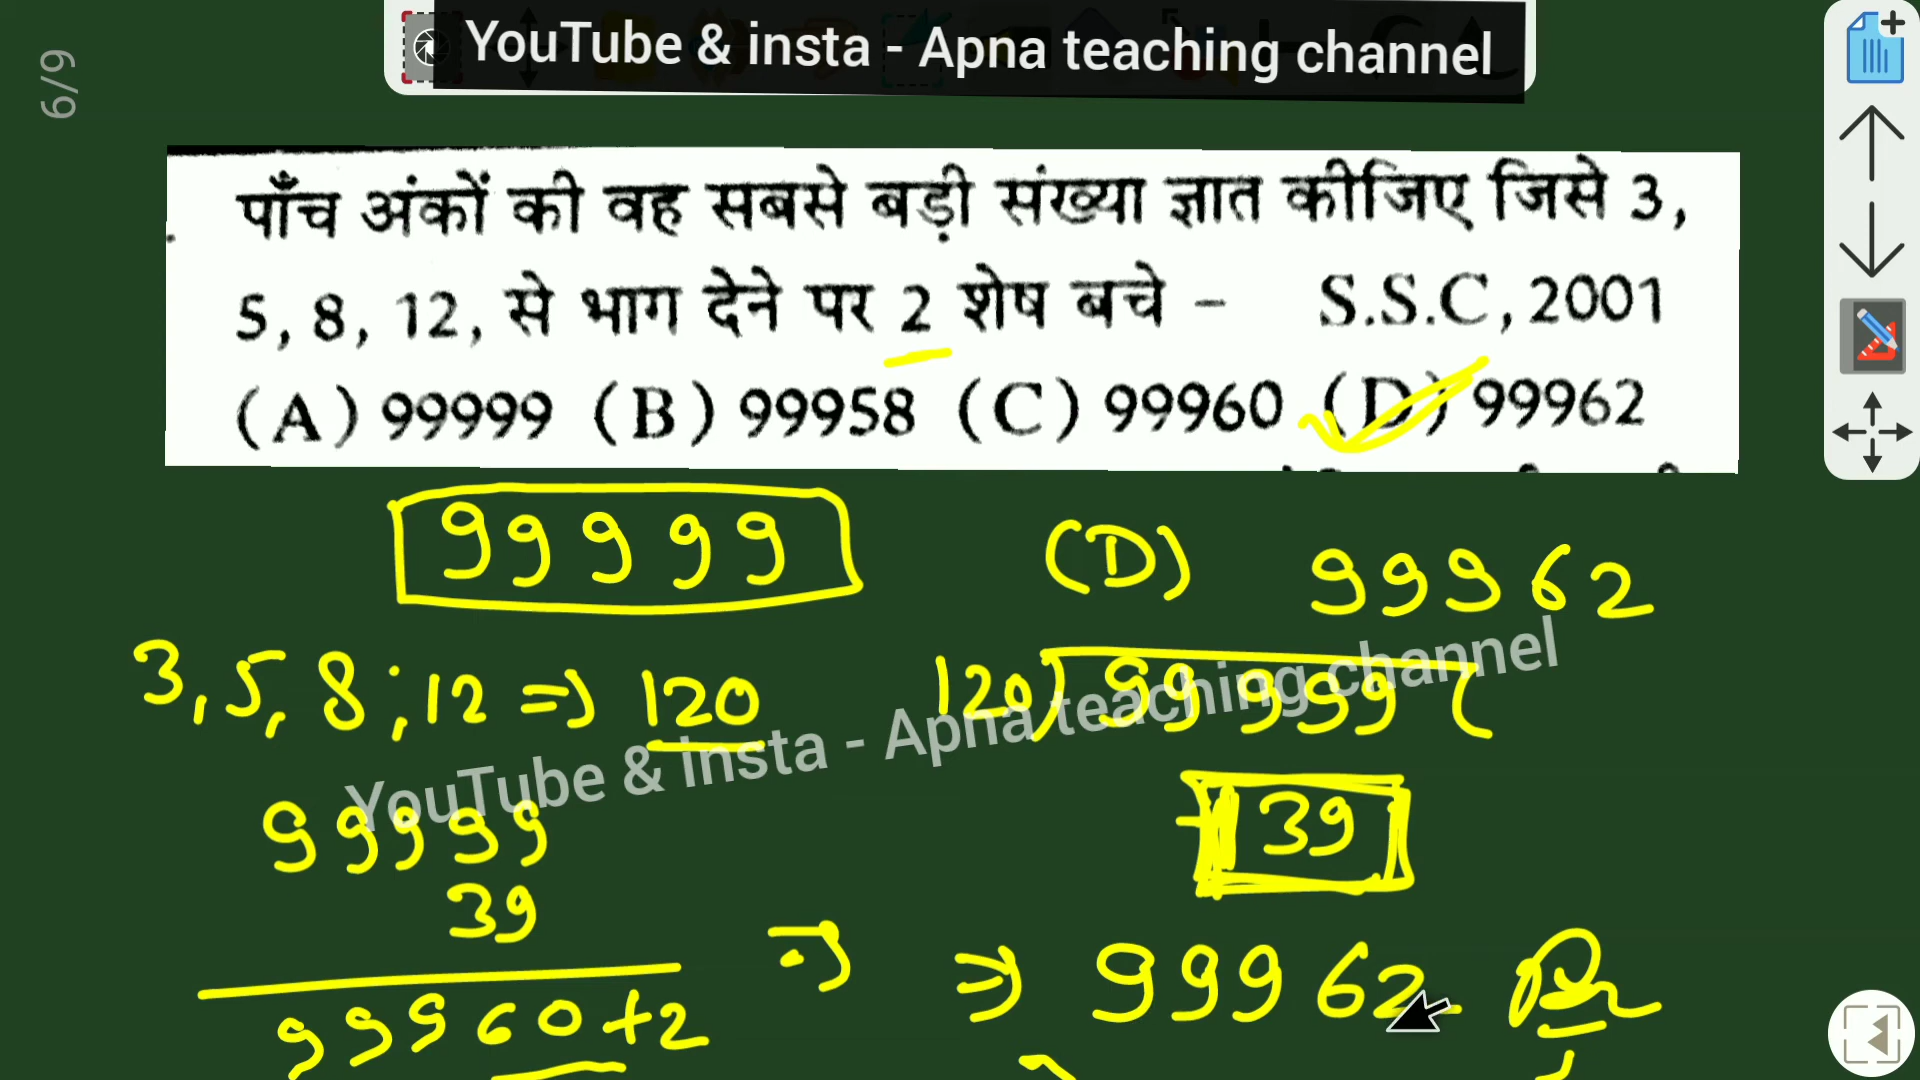 YouTube & insta - Apna teaching channel
6/9
पाँच अंकों की वह सबसे बड़ी संख्या ज्ञात कीजिए जिसे 3,
5, 8, 12, से भाग देने पर 2 शेष बचे – S.S.C, 2001
(A) 99999 (B) 99958 (C) 99960 (D) 99962
99999
(D) 99962
3, 5, 8, 12 => 120
120) 99999 (
YouTube & insta - Apna teaching channel
39
99999
39
99960+2
=> 99962